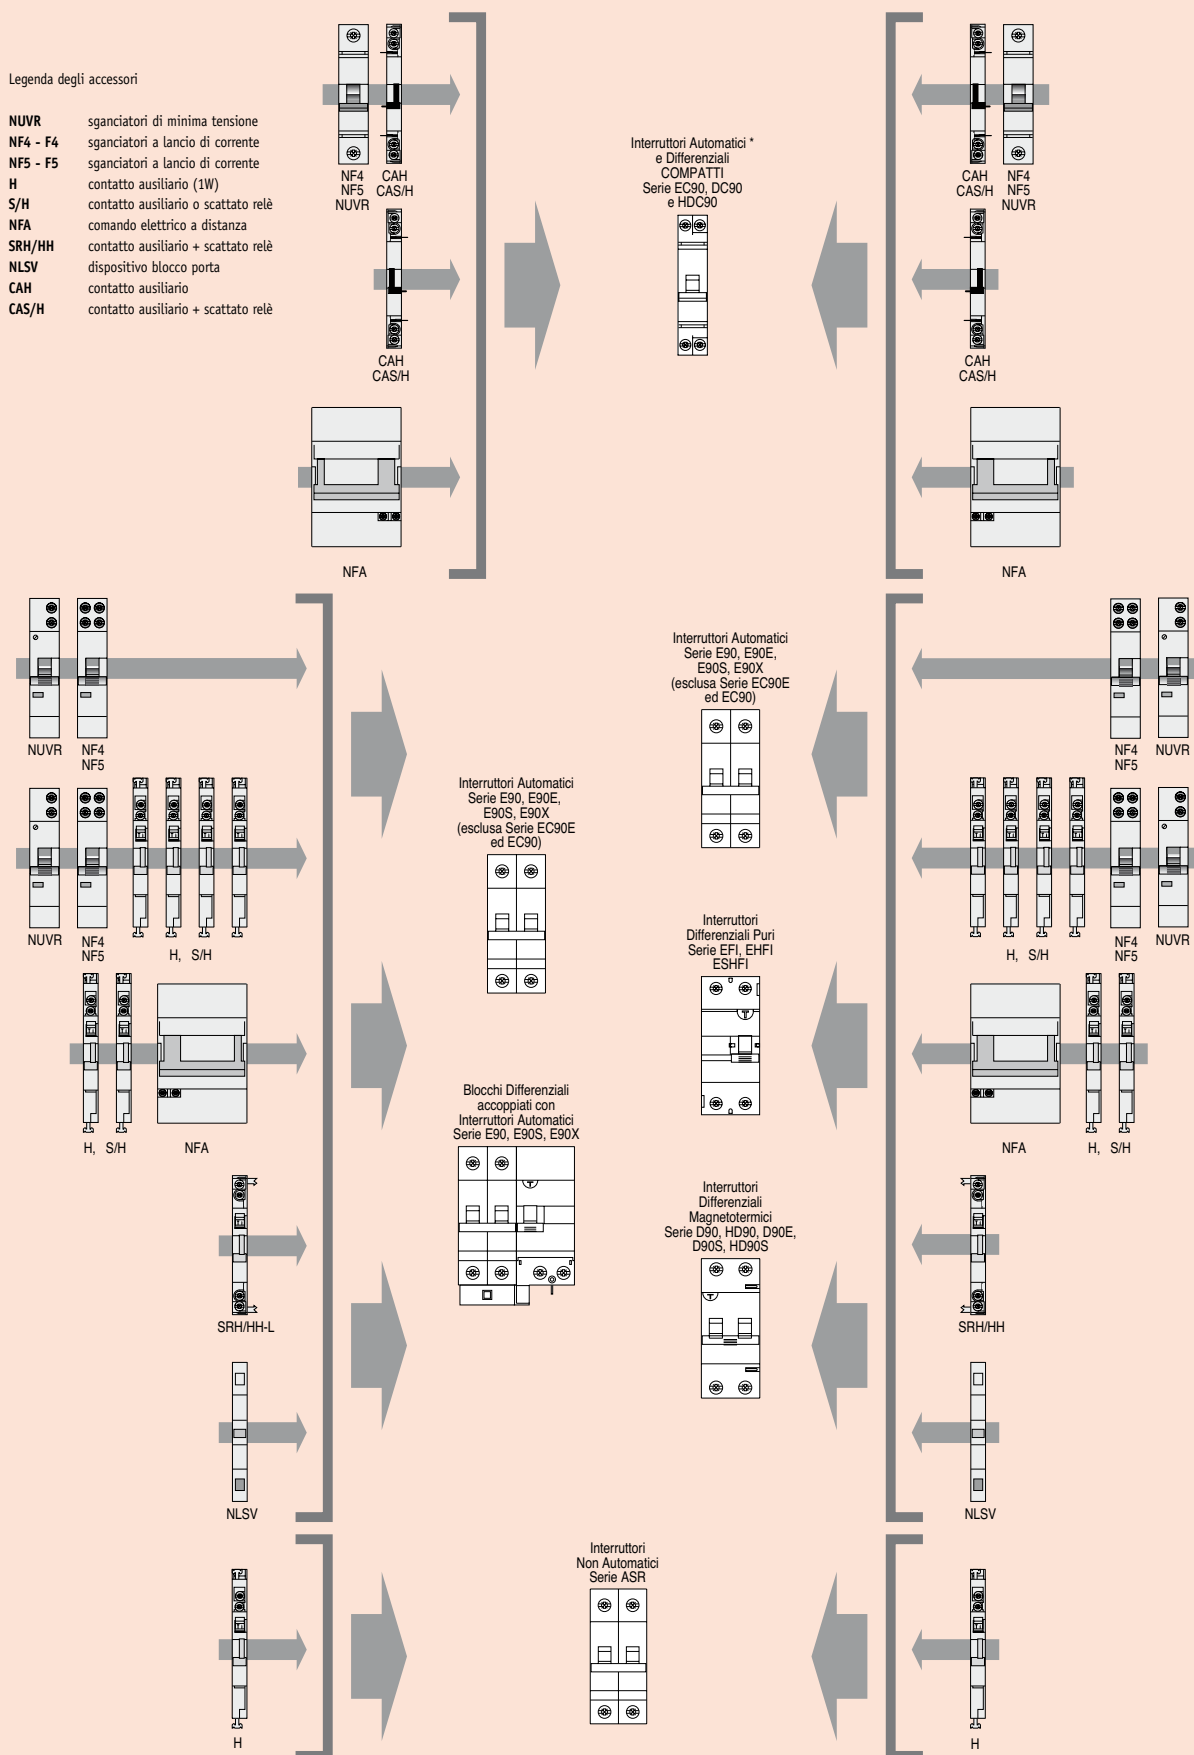 Legenda degli accessori
NUVR sganciatori di minima tensione
NF4 - F4 sganciatori a lancio di corrente
NF5 - F5 sganciatori a lancio di corrente
H contatto ausiliario (1W)
S/H contatto ausiliario o scattato relè
NFA comando elettrico a distanza
SRH/HH contatto ausiliario + scattato relè
NLSV dispositivo blocco porta
CAH contatto ausiliario
CAS/H contatto ausiliario + scattato relè
NF4
NF5
NUVR
CAH
CAS/H
CAH
CAS/H
NFA
Interruttori Automatici *
e Differenziali
COMPATTI
Serie EC90, DC90
e HDC90
CAH
CAS/H
NF4
NF5
NUVR
CAH
CAS/H
NFA
NUVR
NF4
NF5
NUVR
NF4
NF5
H, S/H
H, S/H
NFA
SRH/HH-L
NLSV
Interruttori Automatici
Serie E90, E90E,
E90S, E90X
(esclusa Serie EC90E
ed EC90)
Blocchi Differenziali
accoppiati con
Interruttori Automatici
Serie E90, E90S, E90X
T
Interruttori Automatici
Serie E90, E90E,
E90S, E90X
(esclusa Serie EC90E
ed EC90)
Interruttori
Differenziali Puri
Serie EFI, EHFI
ESHFI
T
Interruttori
Differenziali
Magnetotermici
Serie D90, HD90, D90E,
D90S, HD90S
T
NF4
NF5
NUVR
H, S/H
NF4
NF5
NUVR
NFA
H, S/H
SRH/HH
NLSV
H
Interruttori
Non Automatici
Serie ASR
H